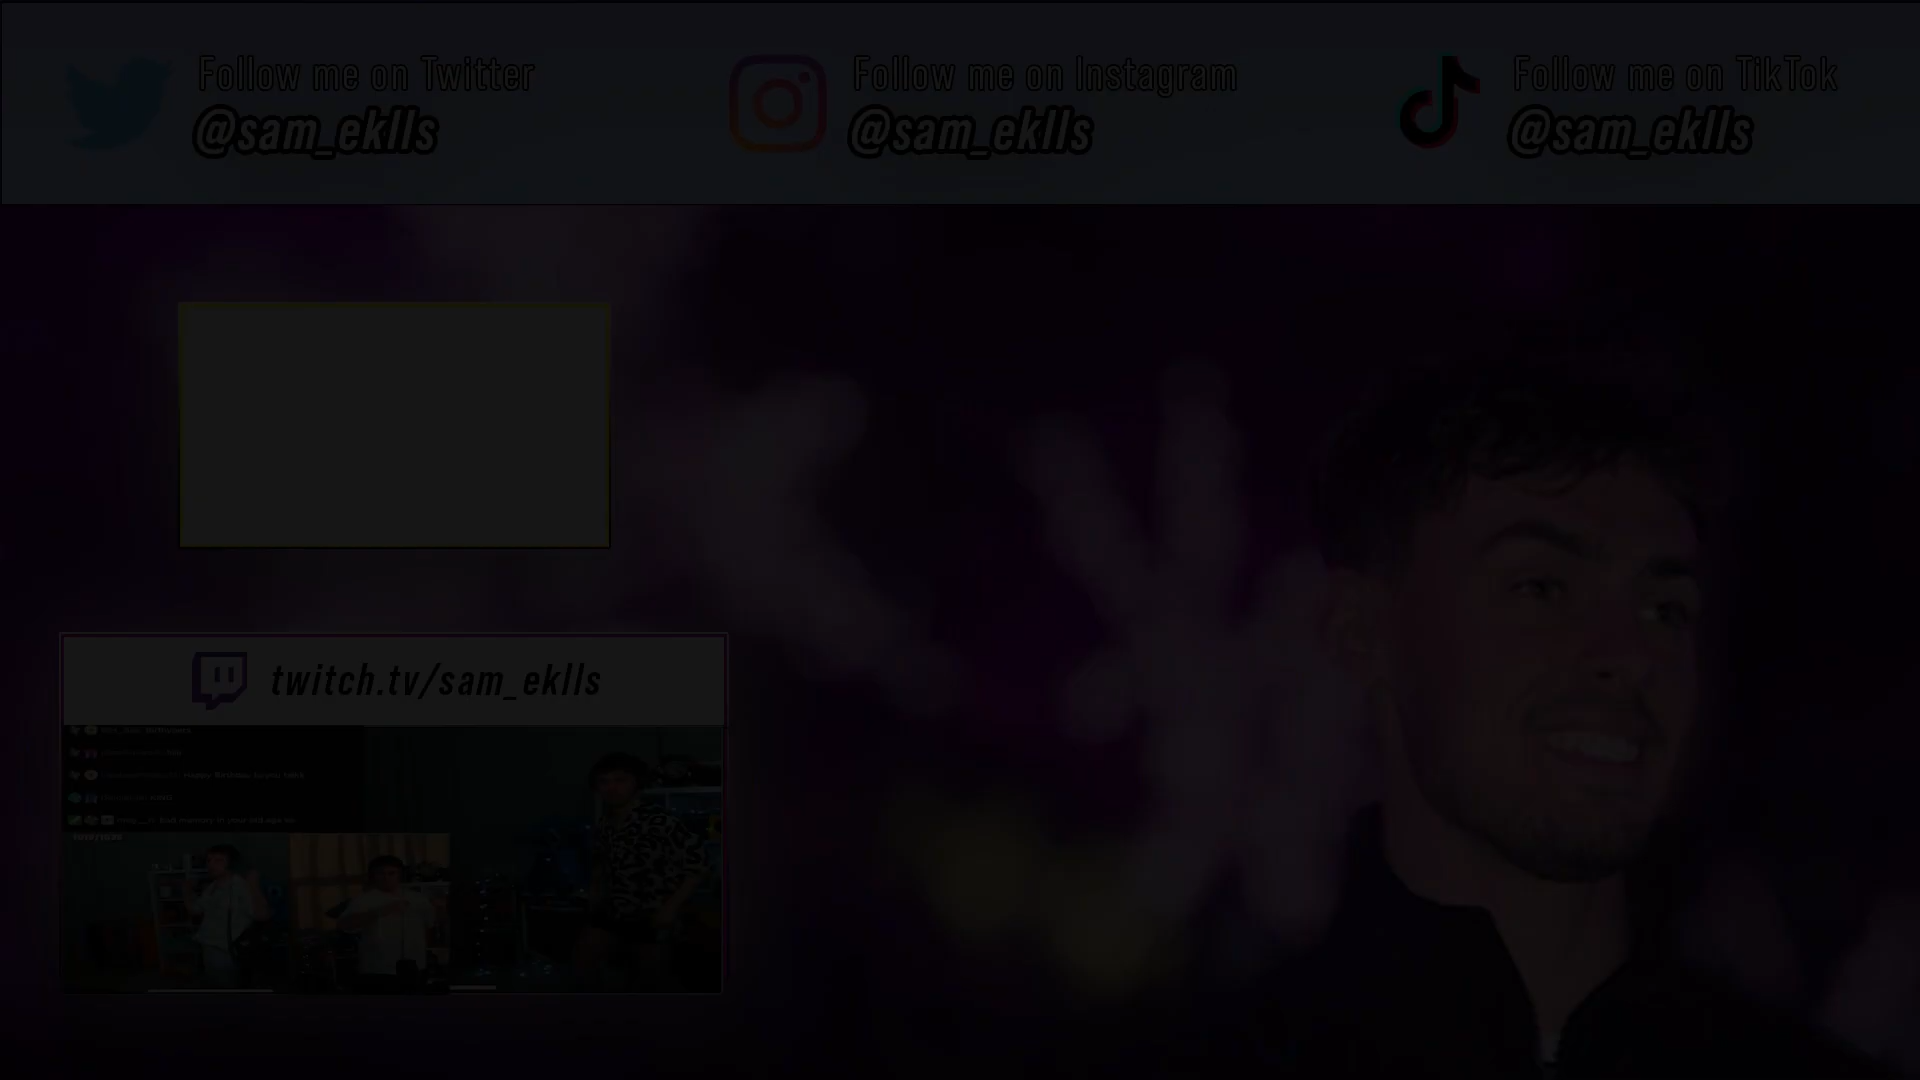 Follow me on Twitter
@sam_eklls
Follow me on Instagram
@sam_eklls
Follow me on TikTok
@sam_eklls
twitch.tv/sam_eklls